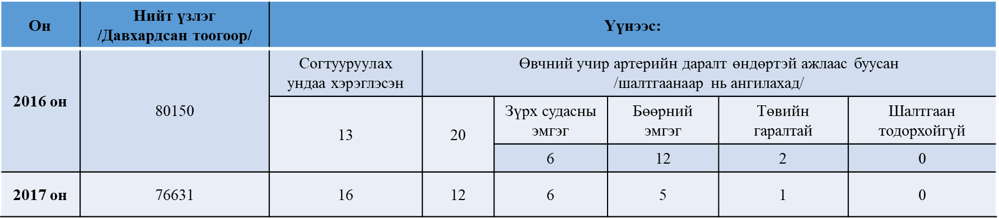 Он
Нийт үзлэг
/Давхардсан тоогоор/
Үүнээс:
2016 он
80150
Согтууруулах
ундаа хэрэглэсэн
Өвчний учир артерийн даралт өндөртэй ажлаас буусан
/шалтгаанаар нь ангилахад/
13
20
Зүрх судасны
эмгэг
Бөөрний
эмгэг
Төвийн
гаралтай
Шалтгаан
тодорхойгүй
6
12
2
0
2017 он
76631
16
12
6
5
1
0